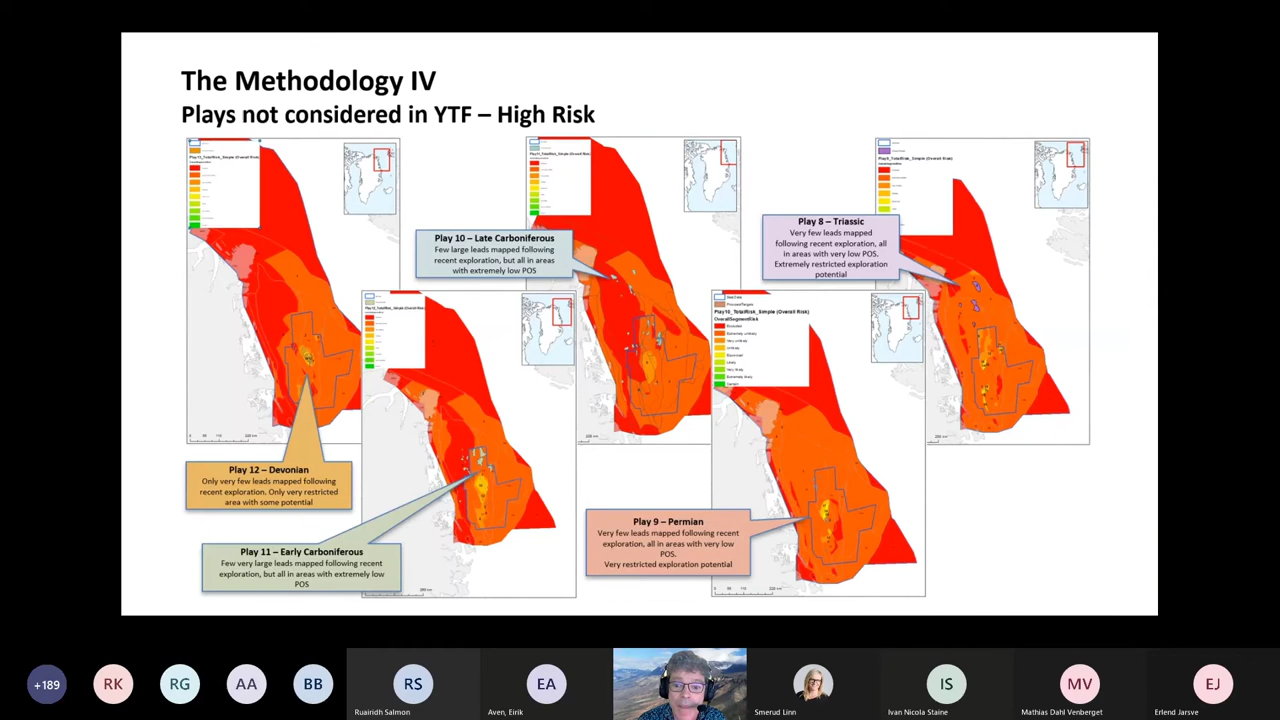 The Methodology IV
Plays not considered in YTF – High Risk
Play 12 – Devonian
Only very few leads mapped following
recent exploration. Only very restricted
area with some potential
Play 11 – Early Carboniferous
Few very large leads mapped following recent
exploration, but all in areas with extremely low
POS
Play 10 – Late Carboniferous
Few large leads mapped following
recent exploration, but all in areas
with extremely low POS
Play 9 – Permian
Very few leads mapped following recent
exploration, all in areas with very low
POS.
Very restricted exploration potential
Play 8 – Triassic
Very few leads mapped
following recent exploration, all
in areas with very low POS.
Extremely restricted exploration
potential
Play10_TotalRisk_Simple (Overall Risk)
OverallSegmentRisk
+189
RK
RG
AA
BB
RS
Ruairidh Salmon
EA
Aven, Eirik
Smerud Linn
IS
Ivan Nicola Staine
MV
Mathias Dahl Venberget
EJ
Erlend Jarsve